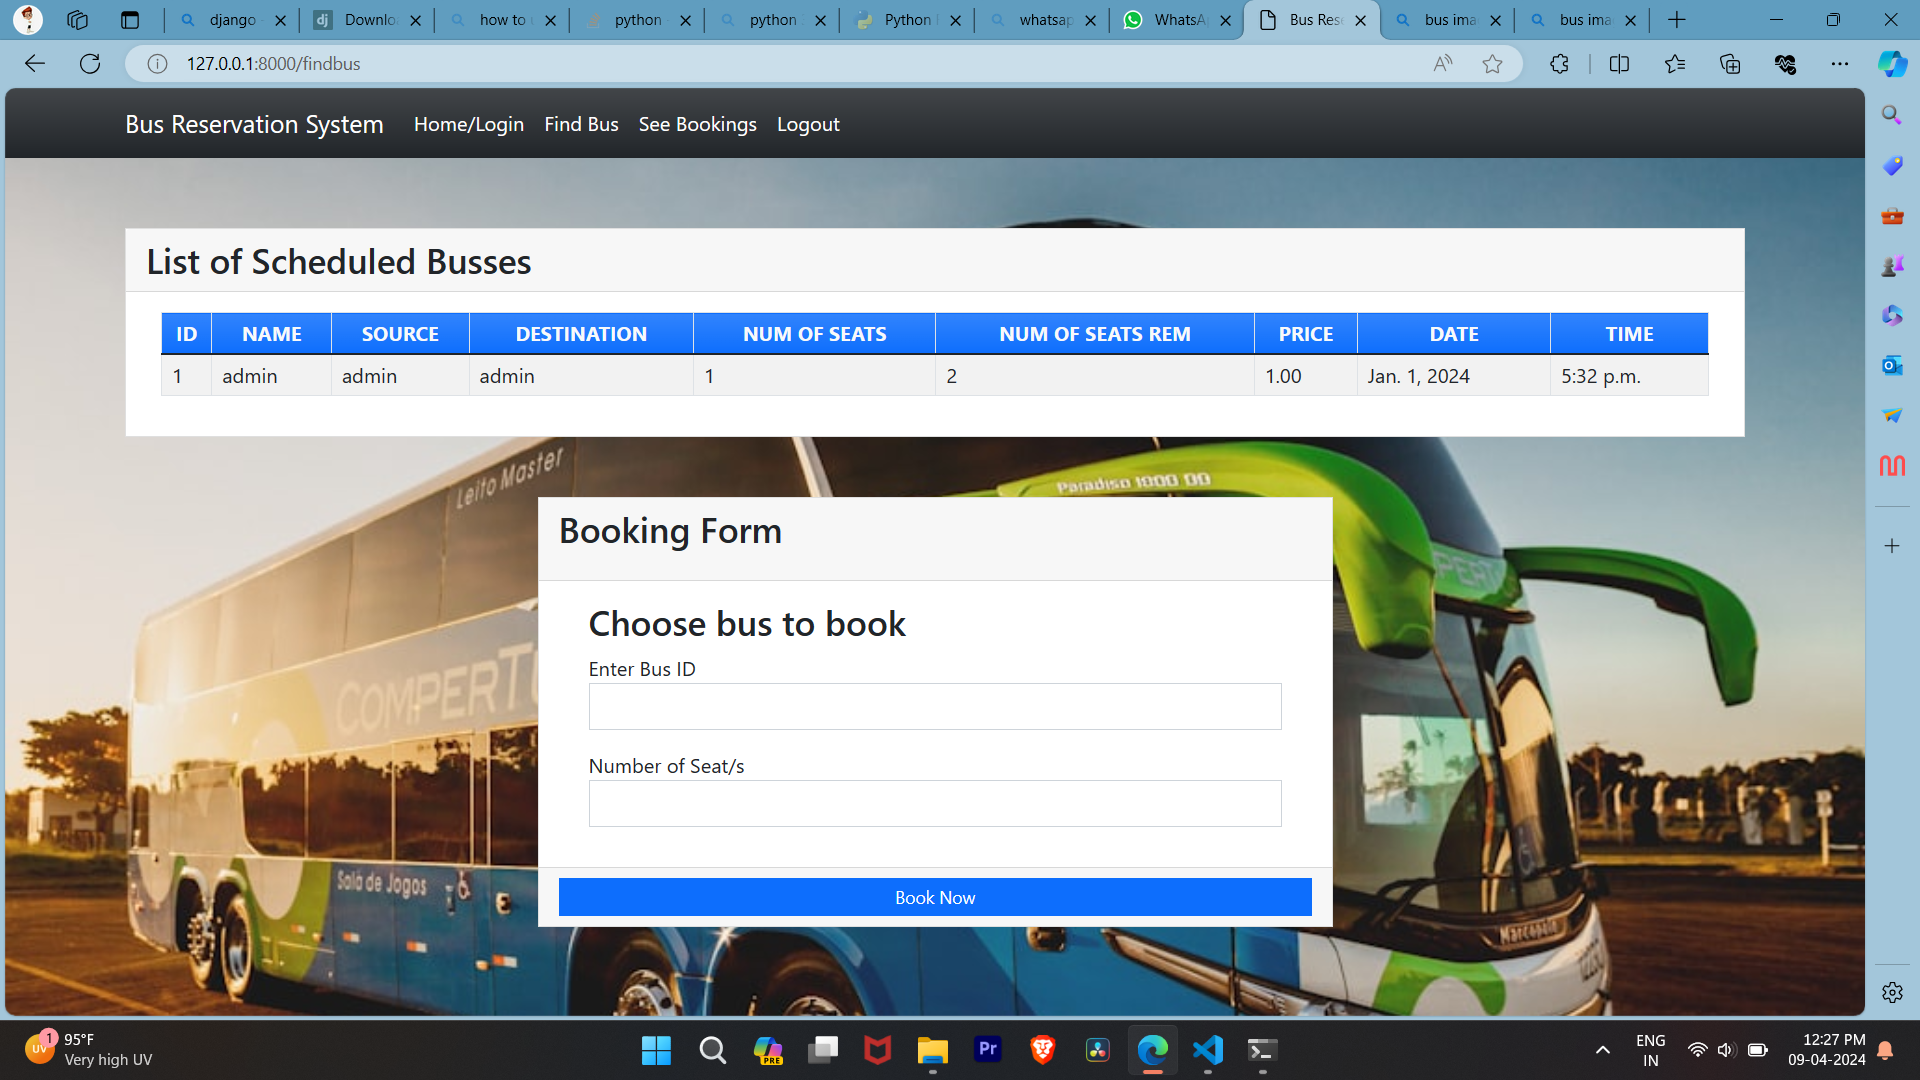 django
Downlo
how to
python
python
Python
whatsap
WhatsA
Bus Res
bus ima
bus ima
127.0.0.1:8000/findbus
Bus Reservation System Home/Login Find Bus See Bookings Logout
List of Scheduled Busses
ID NAME SOURCE DESTINATION NUM OF SEATS NUM OF SEATS REM PRICE DATE TIME
1 admin admin admin 1 2 1.00 Jan. 1, 2024 5:32 p.m.
Leito Master
Paradiso 1800 DD
Booking Form
Choose bus to book
Enter Bus ID
Number of Seat/s
Book Now
COMPERT
Sala de Jogos
Marcopolo
95°F
Very high UV
1
UV
PRE
Pr
ENG
IN
12:27 PM
09-04-2024